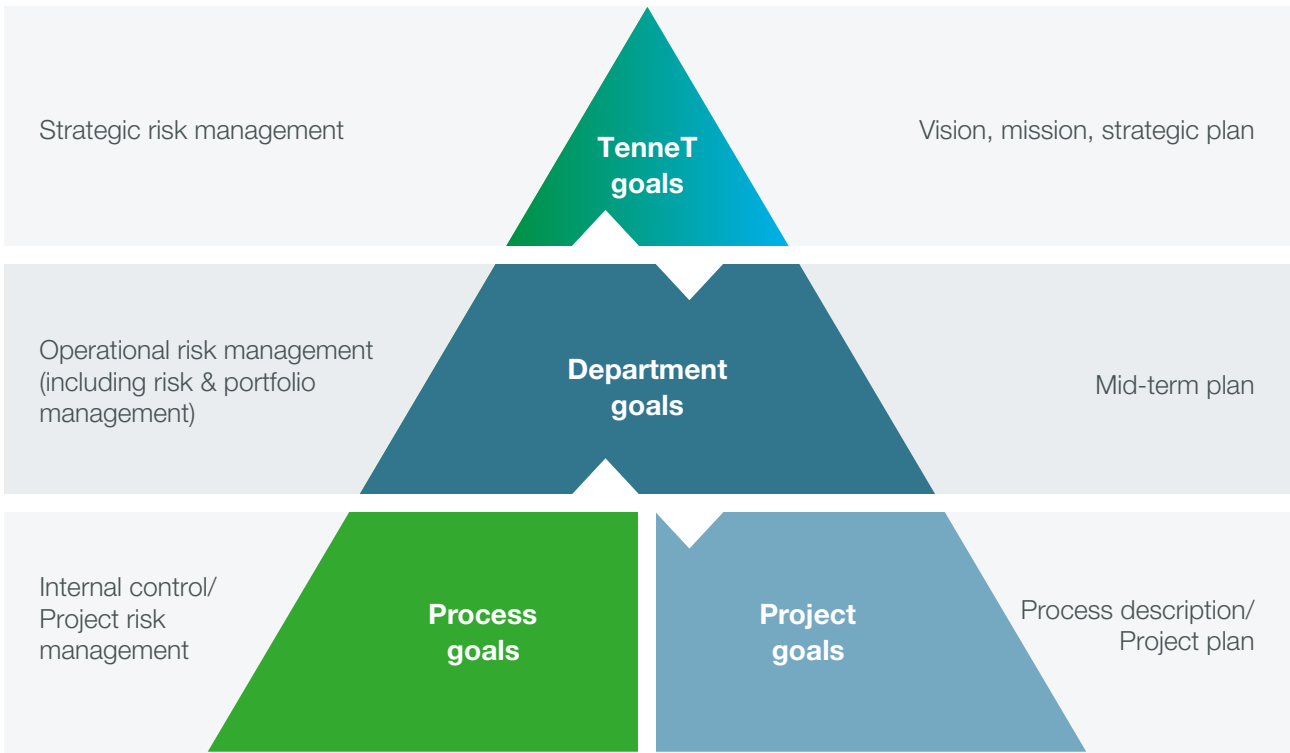 Strategic risk management
TenneT
goals
Vision, mission, strategic plan
Operational risk management
(including risk & portfolio
management)
Department
goals
Mid-term plan
Internal control/
Project risk
management
Process
goals
Project
goals
Process description/
Project plan